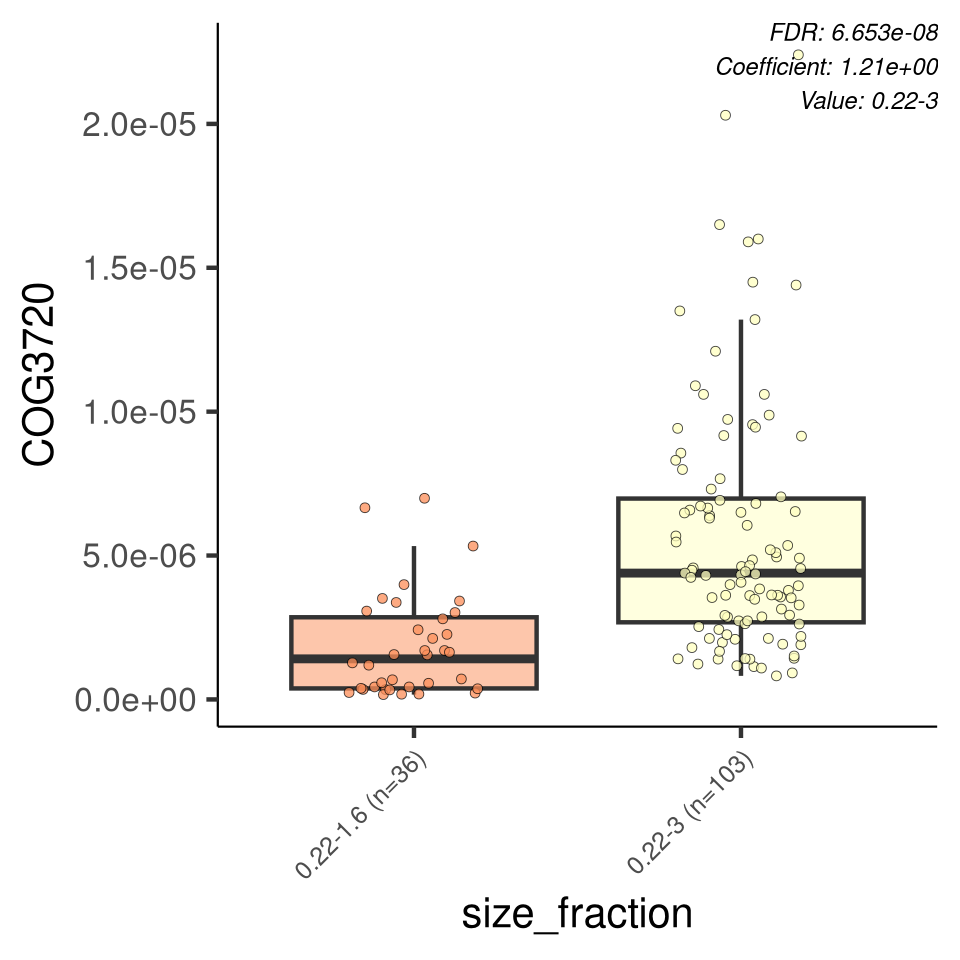 FDR: 6.653e-08
Coefficient: 1.21e+00
Value: 0.22-3
2.0e-05
1.5e-05
1.0e-05
5.0e-06
0.0e+00
COG3720
0.22-1.6 (n=36)
0.22-3 (n=103)
size_fraction